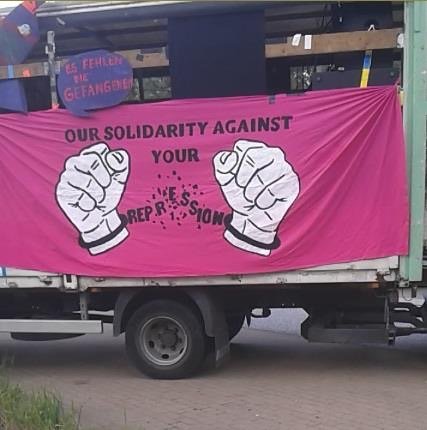 ES FEHLEN
DIE
GEFANGENEN
OUR SOLIDARITY AGAINST
YOUR
REPRESSION